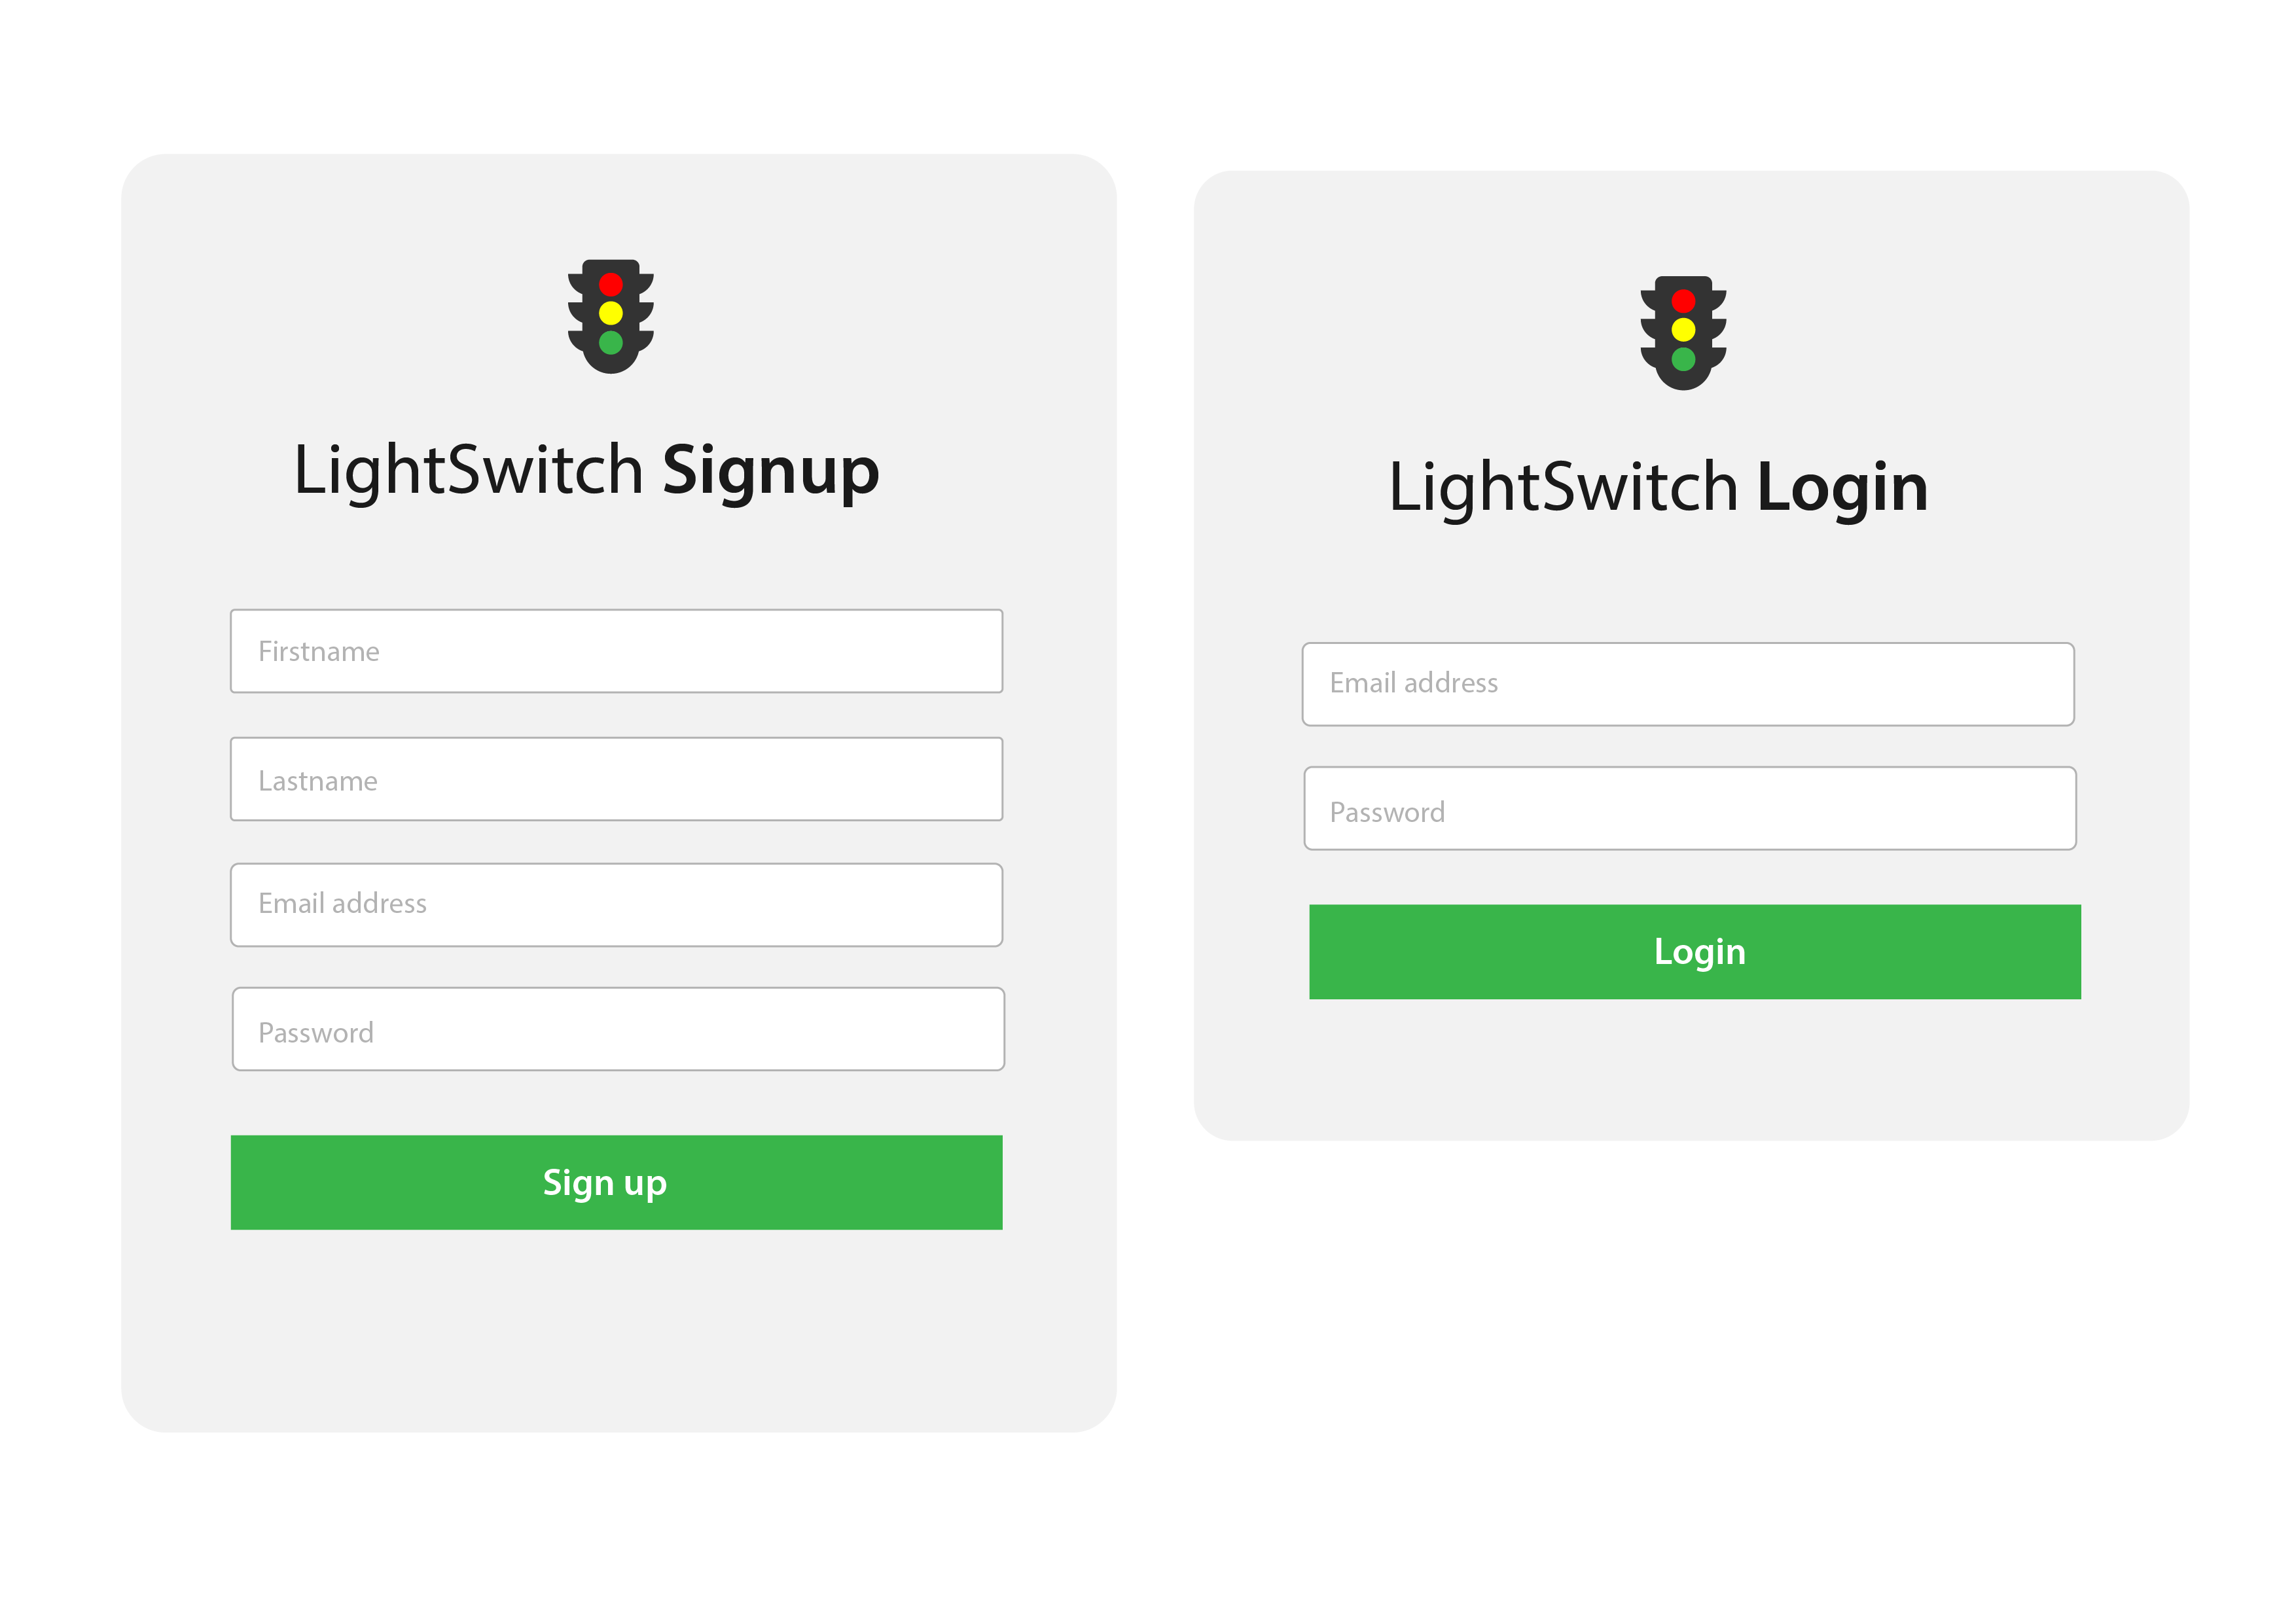 LightSwitch Signup
Firstname
Lastname
Email address
Password
Sign up
LightSwitch Login
Email address
Password
Login